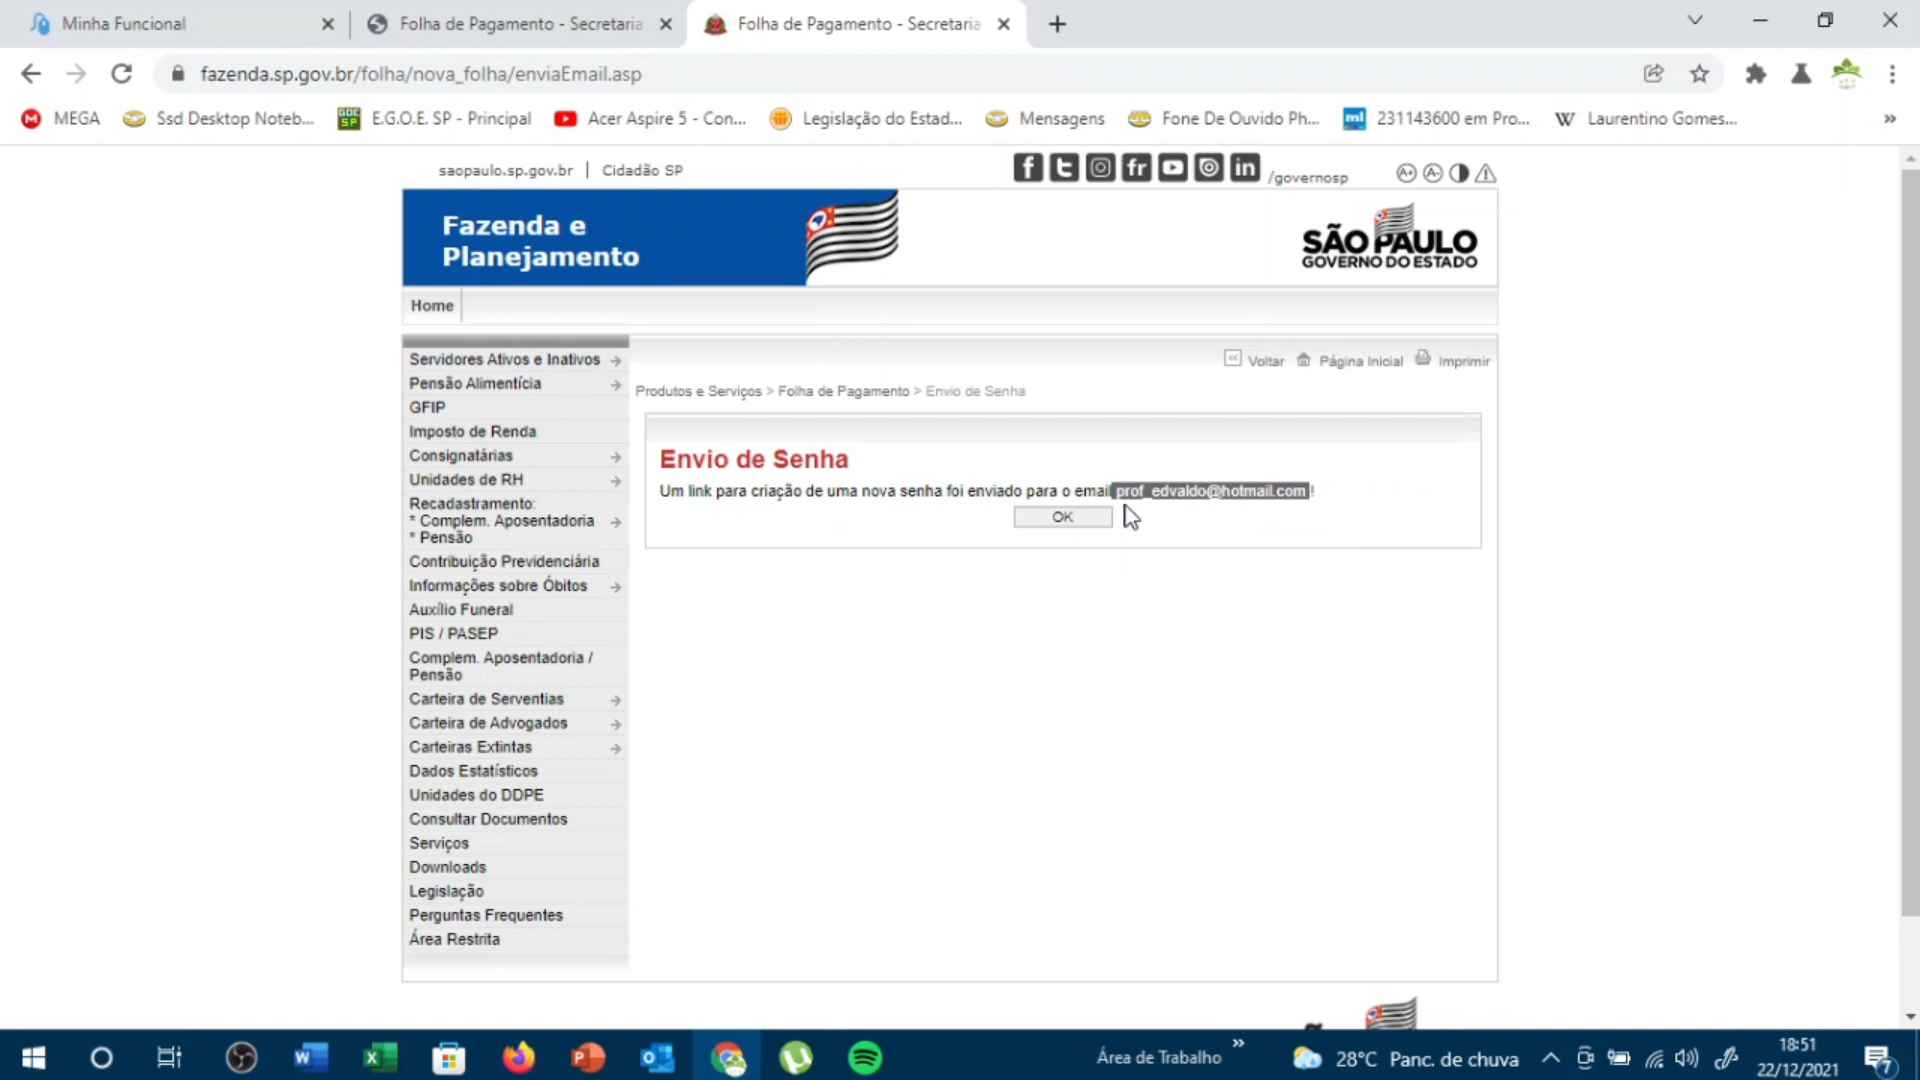 Minha Funcional
Folha de Pagamento - Secretaria
Folha de Pagamento - Secretaria
fazenda.sp.gov.br/folha/nova_folha/enviaEmail.asp
MEGA
Ssd Desktop Noteb...
E.G.O.E. SP - Principal
Acer Aspire 5 - Con...
Legislação do Estad...
Mensagens
Fone De Ouvido Ph...
231143600 em Pro...
Laurentino Gomes...
saopaulo.sp.gov.br | Cidadão SP
/governosp
Fazenda e
Planejamento
SÃO PAULO
GOVERNO DO ESTADO
Home
Voltar Página Inicial Imprimir
Produtos e Serviços > Folha de Pagamento > Envio de Senha
Servidores Ativos e Inativos
Pensão Alimentícia
GFIP
Imposto de Renda
Consignatárias
Unidades de RH
Recadastramento:
* Complem. Aposentadoria
* Pensão
Contribuição Previdenciária
Informações sobre Óbitos
Auxílio Funeral
PIS / PASEP
Complem. Aposentadoria /
Pensão
Carteira de Serventias
Carteira de Advogados
Carteiras Extintas
Dados Estatísticos
Unidades do DDPE
Consultar Documentos
Serviços
Downloads
Legislação
Perguntas Frequentes
Área Restrita
Envio de Senha
Um link para criação de uma nova senha foi enviado para o email prof_edvaldo@hotmail.com !
OK
Área de Trabalho
28°C Panc. de chuva
18:51
22/12/2021
7